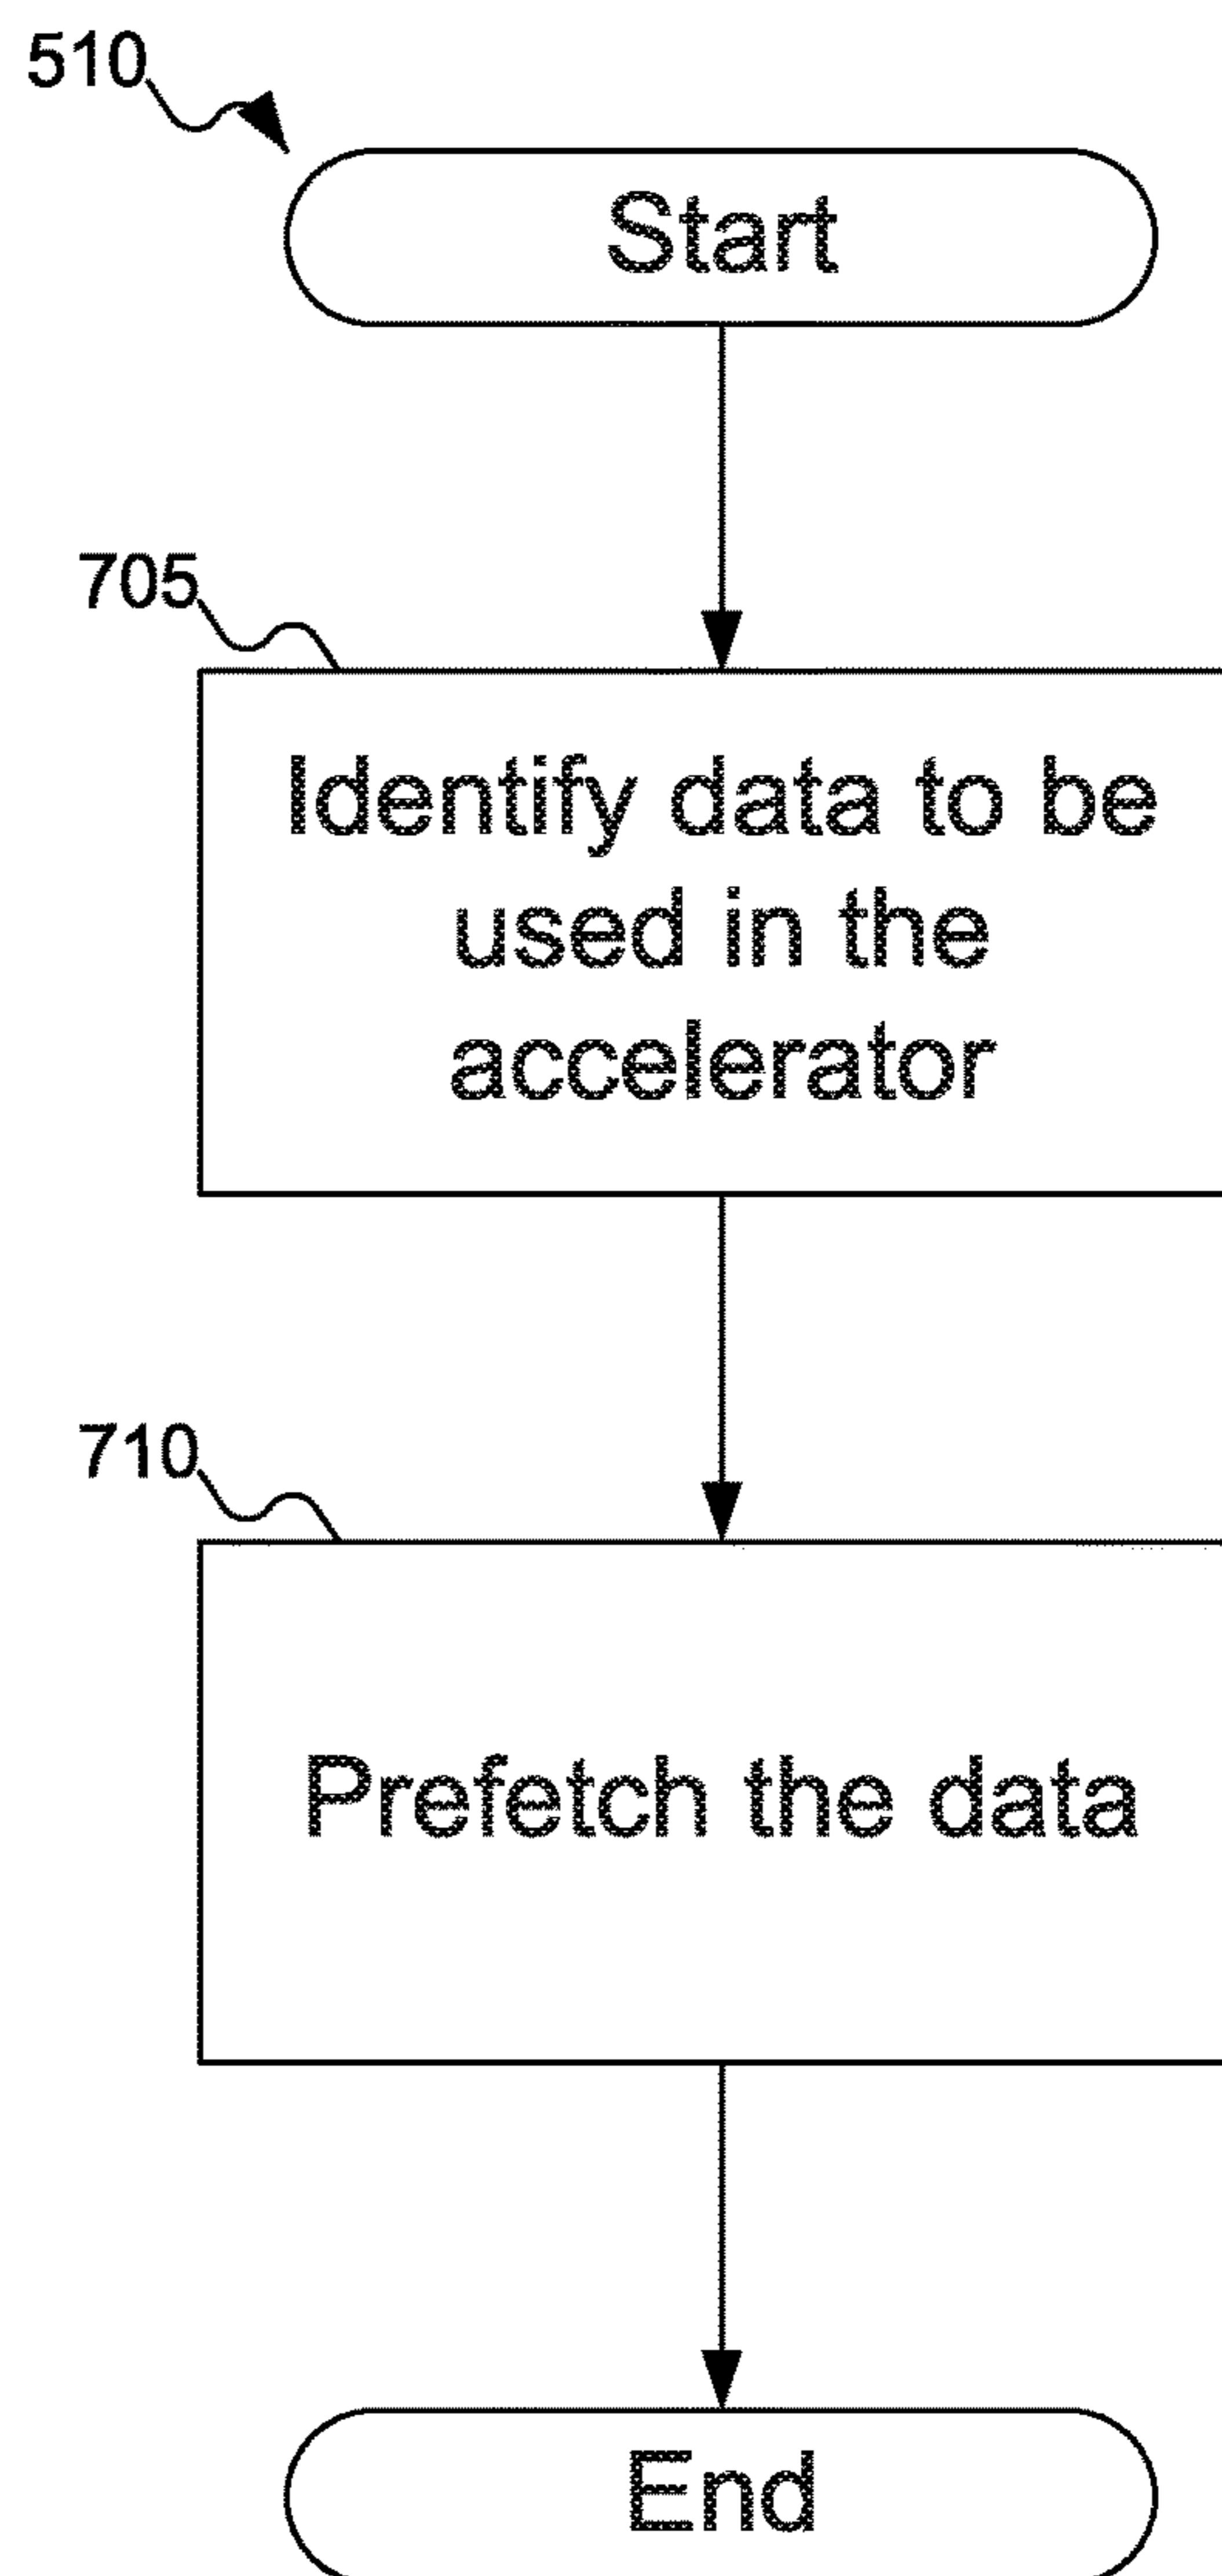 510
Start
705
Identify data to be
used in the
accelerator
710
Prefetch the data
End